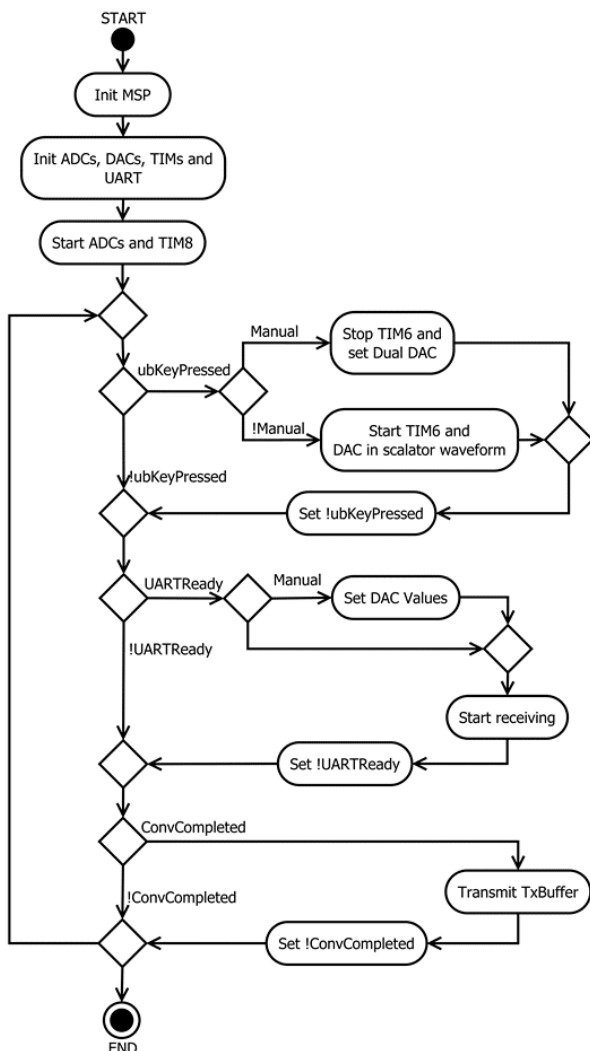 START
Init MSP
Init ADCs, DACs, TIMs and
UART
Start ADCs and TIM8
ubKeyPressed
Manual
Stop TIM6 and
set Dual DAC
!Manual
Start TIM6 and
DAC in scalator waveform
!ubKeyPressed
Set !ubKeyPressed
UARTReady
Manual
Set DAC Values
!UARTReady
Start receiving
Set !UARTReady
ConvCompleted
Transmit TxBuffer
!ConvCompleted
Set !ConvCompleted
END